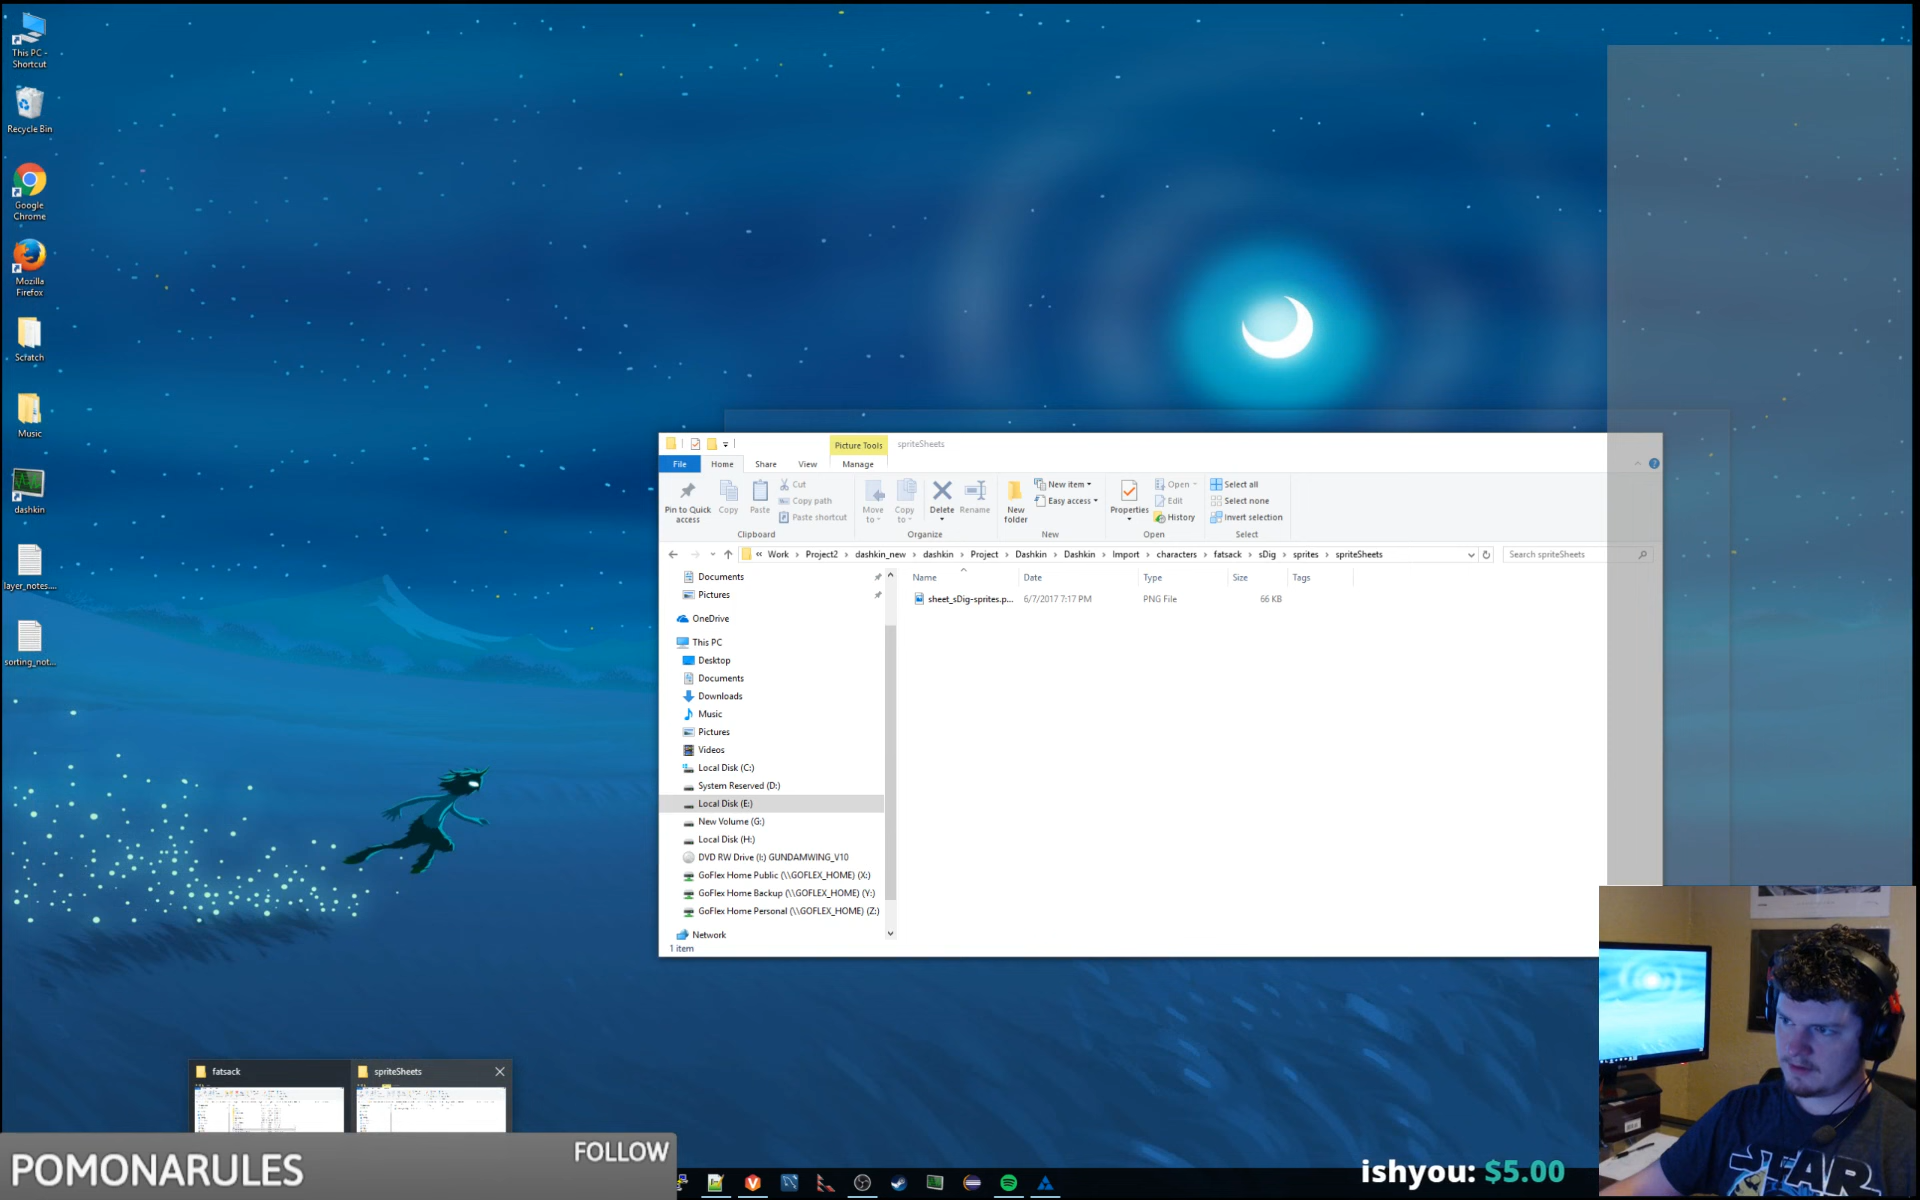 This PC -
Shortcut
Recycle Bin
Google
Chrome
Mozilla
Firefox
Scratch
Music
dashkin
layer_notes....
sorting_not...
Picture Tools
spriteSheets
File
Home
Share
View
Manage
Pin to Quick
access
Copy
Paste
Cut
Copy path
Paste shortcut
Clipboard
Move
to
Copy
to
Delete
Rename
Organize
New
folder
New item
Easy access
New
Properties
Open
Edit
History
Open
Select all
Select none
Invert selection
Select
« Work > Project2 > dashkin_new > dashkin > Project > Dashkin > Dashkin > Import > characters > fatsack > sDig > sprites > spriteSheets
Search spriteSheets
Name
Date
Type
Size
Tags
sheet_sDig-sprites.p...
6/7/2017 7:17 PM
PNG File
66 KB
Documents
Pictures
OneDrive
This PC
Desktop
Documents
Downloads
Music
Pictures
Videos
Local Disk (C:)
System Reserved (D:)
Local Disk (E:)
New Volume (G:)
Local Disk (H:)
DVD RW Drive (I:) GUNDAMWING_V10
GoFlex Home Public (\\GOFLEX_HOME) (X:)
GoFlex Home Backup (\\GOFLEX_HOME) (Y:)
GoFlex Home Personal (\\GOFLEX_HOME) (Z:)
Network
1 item
fatsack
spriteSheets
POMONARULES
FOLLOW
ishyou: $5.00
STAR